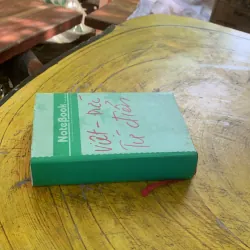 NoteBook
Việt - Đức
Từ điển